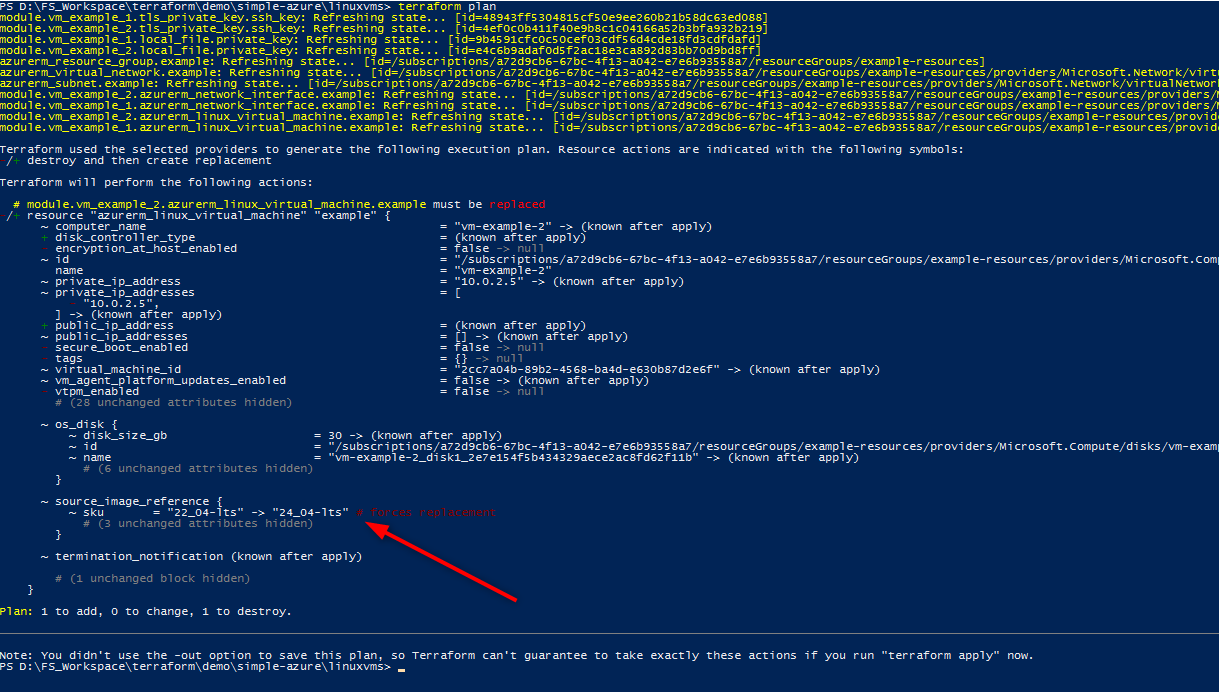 PS D:\FS_Workspace\terraform\demo\simple-azure\linuxvms> terraform plan
module.vm_example_1.tls_private_key.ssh_key: Refreshing state... [id=48943ff5304815cf50e9ee260b21b58dc63ed088]
module.vm_example_2.tls_private_key.ssh_key: Refreshing state... [id=4ef0c0b411f40e9b8c1c04166a52b3bfa932b219]
module.vm_example_1.local_file.private_key: Refreshing state... [id=9b4591cfc0c50cef03cdf56d4cde18fd3cdfdafd]
module.vm_example_2.local_file.private_key: Refreshing state... [id=e4c6b9adaf0d5f2ac18e3ca892d83bb70d9bd8ff]
azurerm_resource_group.example: Refreshing state... [id=/subscriptions/a72d9cb6-67bc-4f13-a042-e7e6b93558a7/resourceGroups/example-resources]
azurerm_virtual_network.example: Refreshing state... [id=/subscriptions/a72d9cb6-67bc-4f13-a042-e7e6b93558a7/resourceGroups/example-resources/providers/Microsoft.Network/virtu
azurerm_subnet.example: Refreshing state... [id=/subscriptions/a72d9cb6-67bc-4f13-a042-e7e6b93558a7/resourceGroups/example-resources/providers/Microsoft.Network/virtualNetwork
module.vm_example_2.azurerm_network_interface.example: Refreshing state... [id=/subscriptions/a72d9cb6-67bc-4f13-a042-e7e6b93558a7/resourceGroups/example-resources/providers/M
module.vm_example_1.azurerm_network_interface.example: Refreshing state... [id=/subscriptions/a72d9cb6-67bc-4f13-a042-e7e6b93558a7/resourceGroups/example-resources/providers/M
module.vm_example_2.azurerm_linux_virtual_machine.example: Refreshing state... [id=/subscriptions/a72d9cb6-67bc-4f13-a042-e7e6b93558a7/resourceGroups/example-resources/provide
module.vm_example_1.azurerm_linux_virtual_machine.example: Refreshing state... [id=/subscriptions/a72d9cb6-67bc-4f13-a042-e7e6b93558a7/resourceGroups/example-resources/provide
Terraform used the selected providers to generate the following execution plan. Resource actions are indicated with the following symbols:
-/+ destroy and then create replacement
Terraform will perform the following actions:
# module.vm_example_2.azurerm_linux_virtual_machine.example must be replaced
/+ resource "azurerm_linux_virtual_machine" "example" {
~ computer_name = "vm-example-2" -> (known after apply)
+ disk_controller_type = (known after apply)
- encryption_at_host_enabled = false -> null
~ id = "/subscriptions/a72d9cb6-67bc-4f13-a042-e7e6b93558a7/resourceGroups/example-resources/providers/Microsoft.Comp
name = "vm-example-2"
~ private_ip_address = "10.0.2.5" -> (known after apply)
~ private_ip_addresses = [
"10.0.2.5",
] -> (known after apply)
+ public_ip_address = (known after apply)
~ public_ip_addresses = [] -> (known after apply)
secure_boot_enabled = false -> null
- tags = {} -> null
~ virtual_machine_id = "2cc7a04b-89b2-4568-ba4d-e630b87d2e6f" -> (known after apply)
~ vm_agent_platform_updates_enabled = false -> (known after apply)
vtpm_enabled = false -> null
# (28 unchanged attributes hidden)
~ os_disk {
~ disk_size_gb = 30 -> (known after apply)
~ id = "/subscriptions/a72d9cb6-67bc-4f13-a042-e7e6b93558a7/resourceGroups/example-resources/providers/Microsoft.Compute/disks/vm-examp
~ name = "vm-example-2_disk1_2e7e154f5b434329aece2ac8fd62f11b" -> (known after apply)
# (6 unchanged attributes hidden)
}
~ source_image_reference {
~ sku = "22_04-lts" -> "24_04-lts" # forces replacement
# (3 unchanged attributes hidden)
}
~ termination_notification (known after apply)
# (1 unchanged block hidden)
}
Plan: 1 to add, 0 to change, 1 to destroy.
Note: You didn't use the -out option to save this plan, so Terraform can't guarantee to take exactly these actions if you run "terraform apply" now.
PS D:\FS_Workspace\terraform\demo\simple-azure\linuxvms>